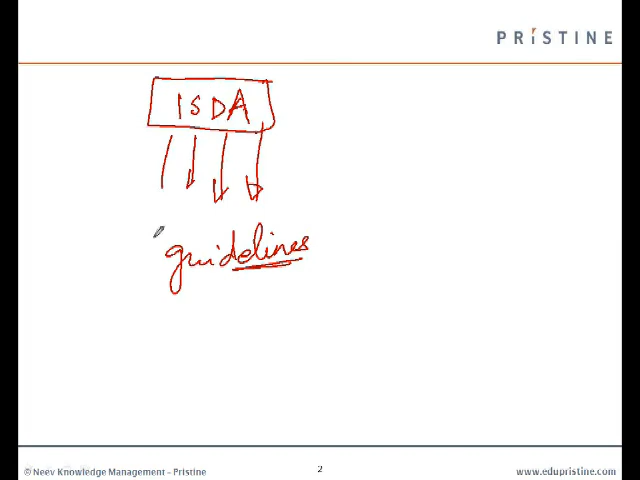 PRiSTINE
ISDA
guidelines
© Neev Knowledge Management – Pristine
2
www.edupristine.com